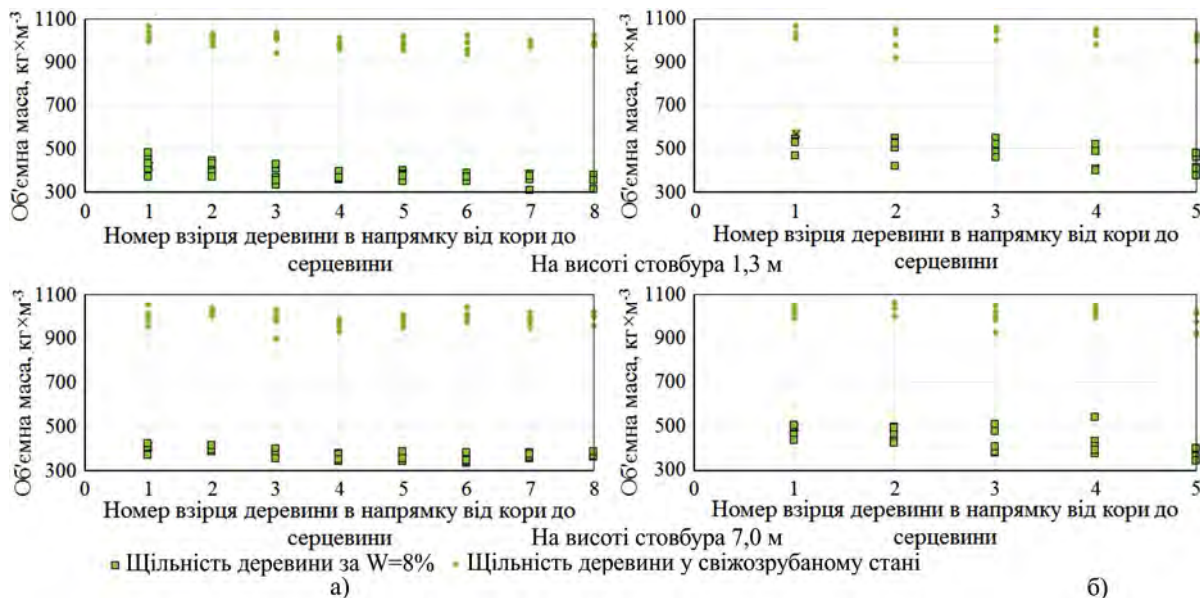 1100
900
700
500
300
0 1 2 3 4 5 6 7 8
Об'ємна маса, кг×м⁻³
Номер взірця деревини в напрямку від кори до
серцевини
1100
900
700
500
300
0 1 2 3 4 5
Об'ємна маса, кг×м⁻³
Номер взірця деревини в напрямку від кори до
серцевини
На висоті стовбура 1,3 м
1100
900
700
500
300
0 1 2 3 4 5 6 7 8
Об'ємна маса, кг×м⁻³
Номер взірця деревини в напрямку від кори до
серцевини
1100
900
700
500
300
0 1 2 3 4 5
Об'ємна маса, кг×м⁻³
Номер взірця деревини в напрямку від кори до
серцевини
На висоті стовбура 7,0 м
Щільність деревини за W=8% Щільність деревини у свіжозрубаному стані
а) б)